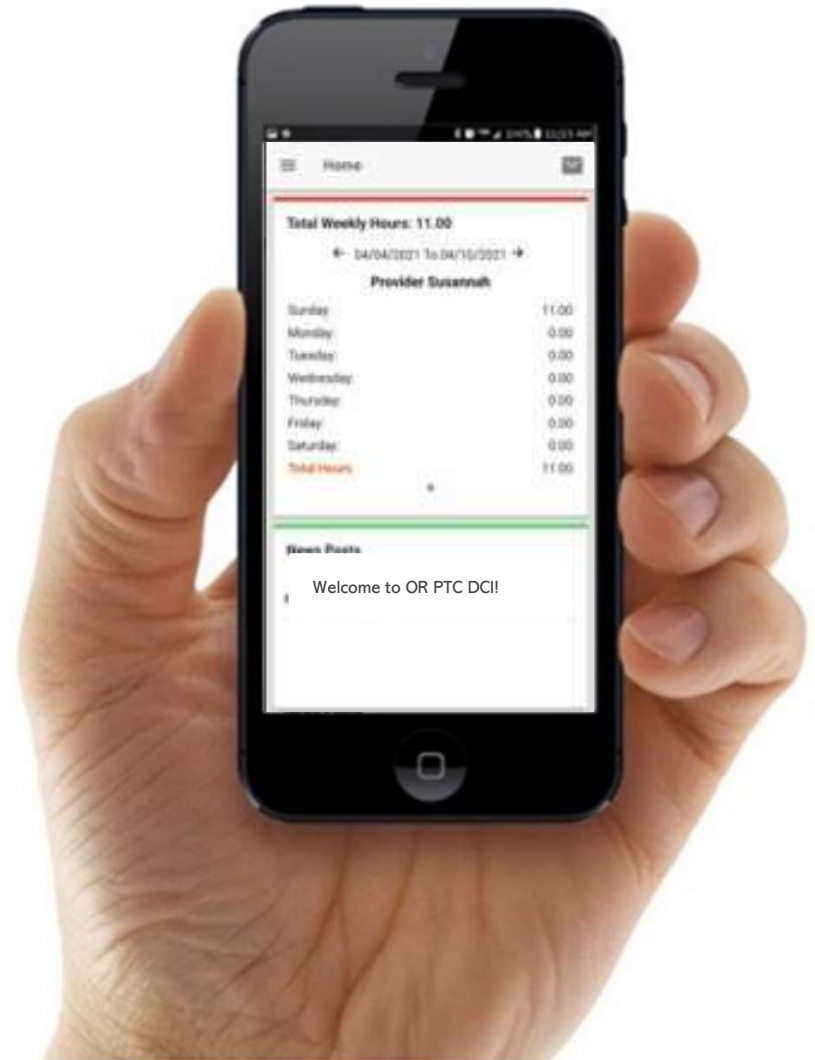 Home
Total Weekly Hours: 11.00
← 04/04/2021 To 04/10/2021 →
Provider Susannah
Sunday: 11.00
Monday: 0.00
Tuesday: 0.00
Wednesday: 0.00
Thursday: 0.00
Friday: 0.00
Saturday: 0.00
Total Hours 11.00
News Posts
Welcome to OR PTC DCI!